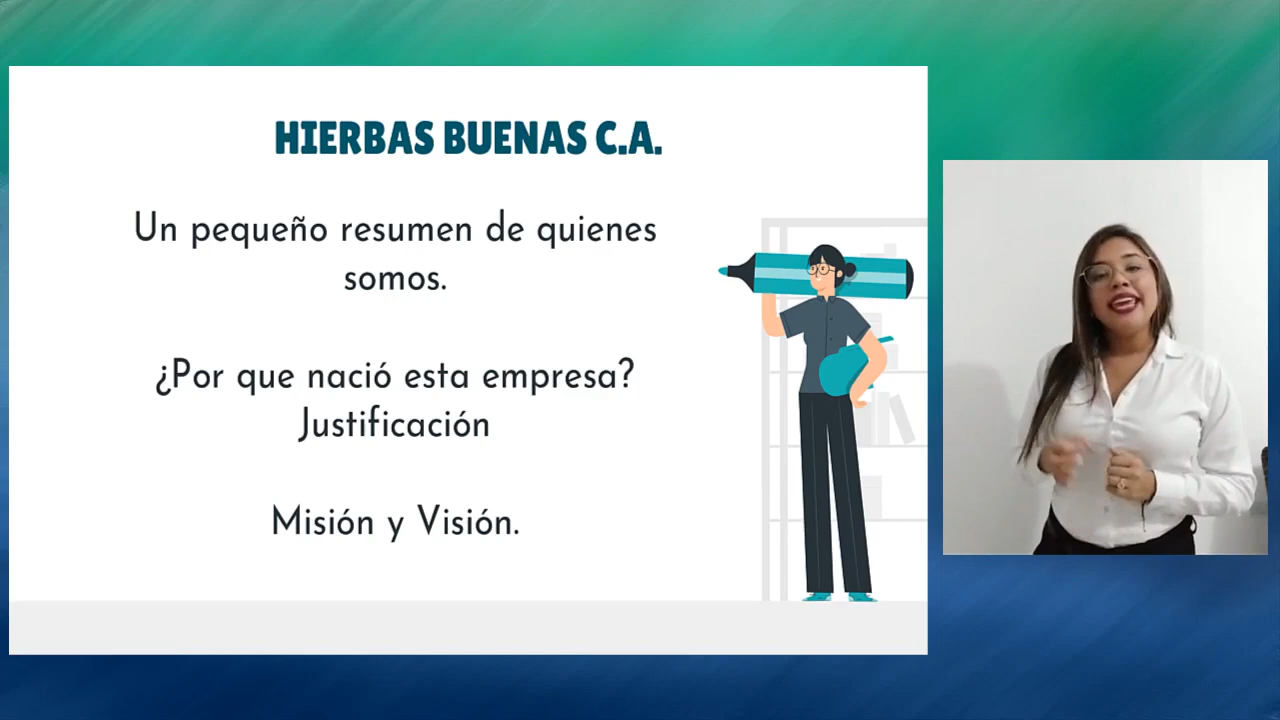 HIERBAS BUENAS C.A.
Un pequeño resumen de quienes
somos.
¿Por que nació esta empresa?
Justificación
Misión y Visión.